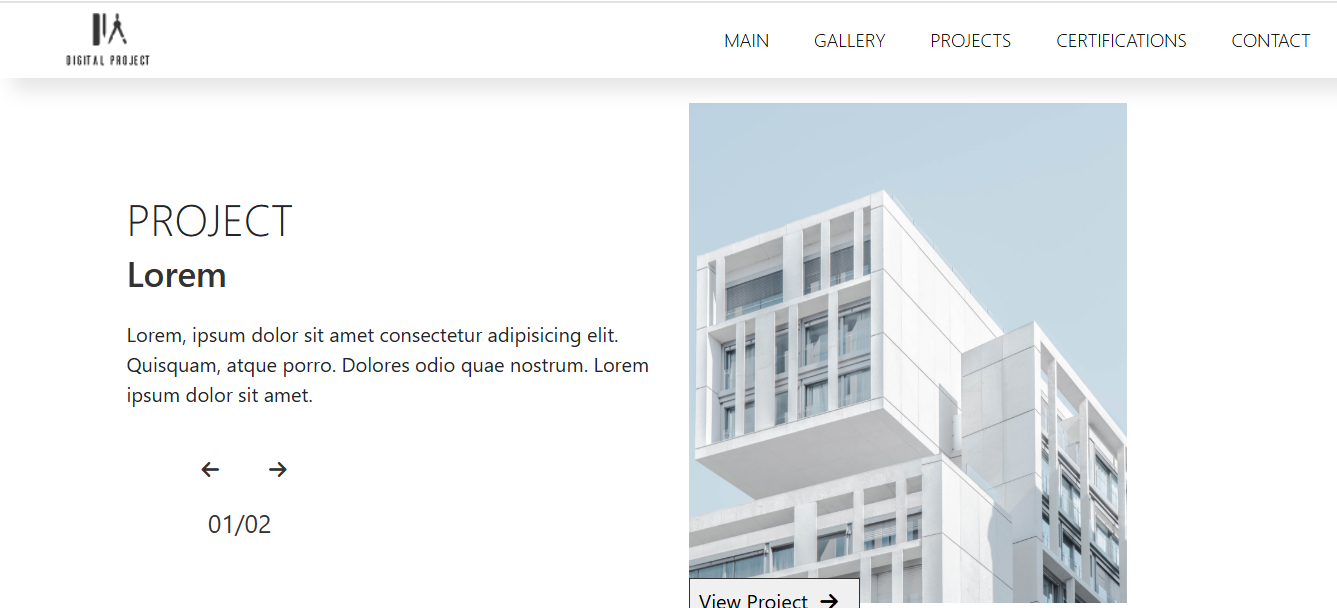 DIGITAL PROJECT
MAIN GALLERY PROJECTS CERTIFICATIONS CONTACT
PROJECT
Lorem
Lorem, ipsum dolor sit amet consectetur adipisicing elit.
Quisquam, atque porro. Dolores odio quae nostrum. Lorem
ipsum dolor sit amet.
01/02
View Project